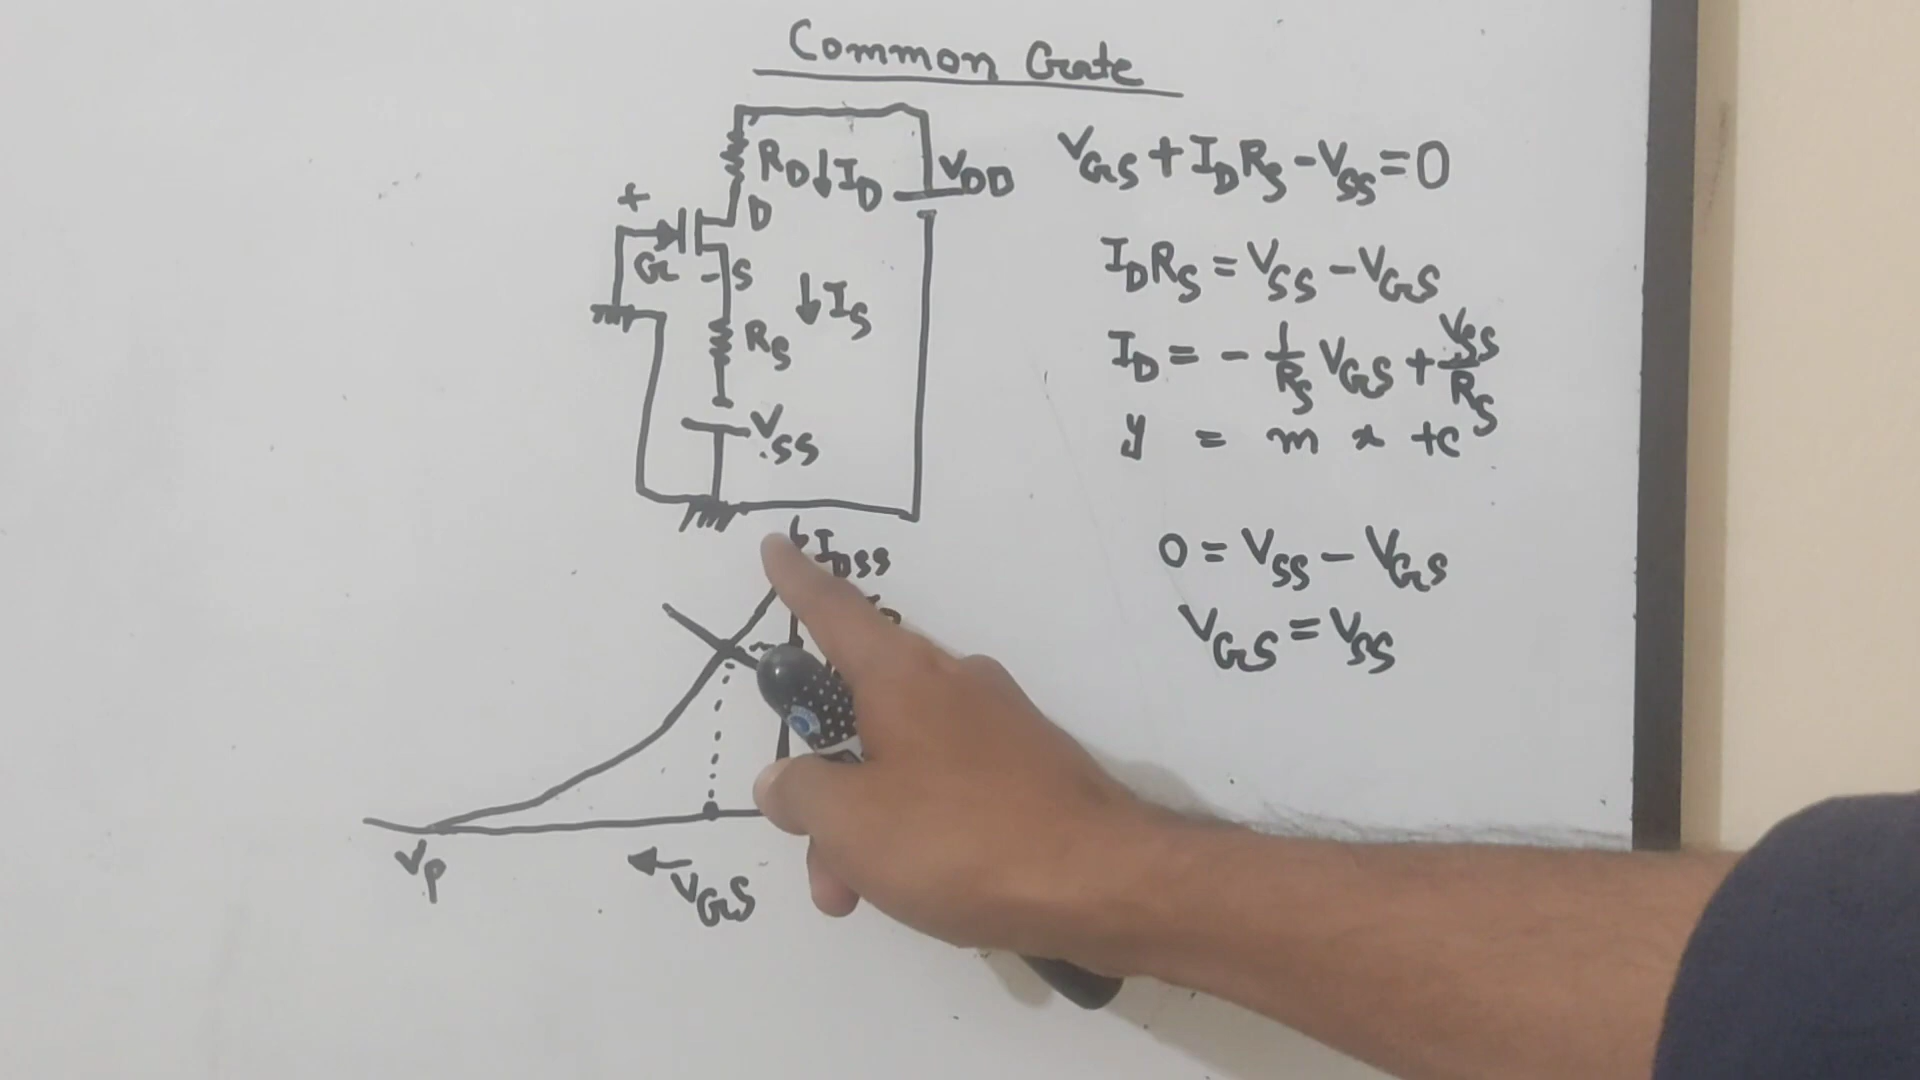 Common Gate
RD ↓ID VDD
+
D
G - S
↓IS
RS
VSS
VGS + IDRS - VSS = 0
IDRS = VSS - VGS
ID = - 1/RS VGS + VSS/RS
y = m x + c
0 = VSS - VGS
VGS = VSS
IDSS
VP
← VGS